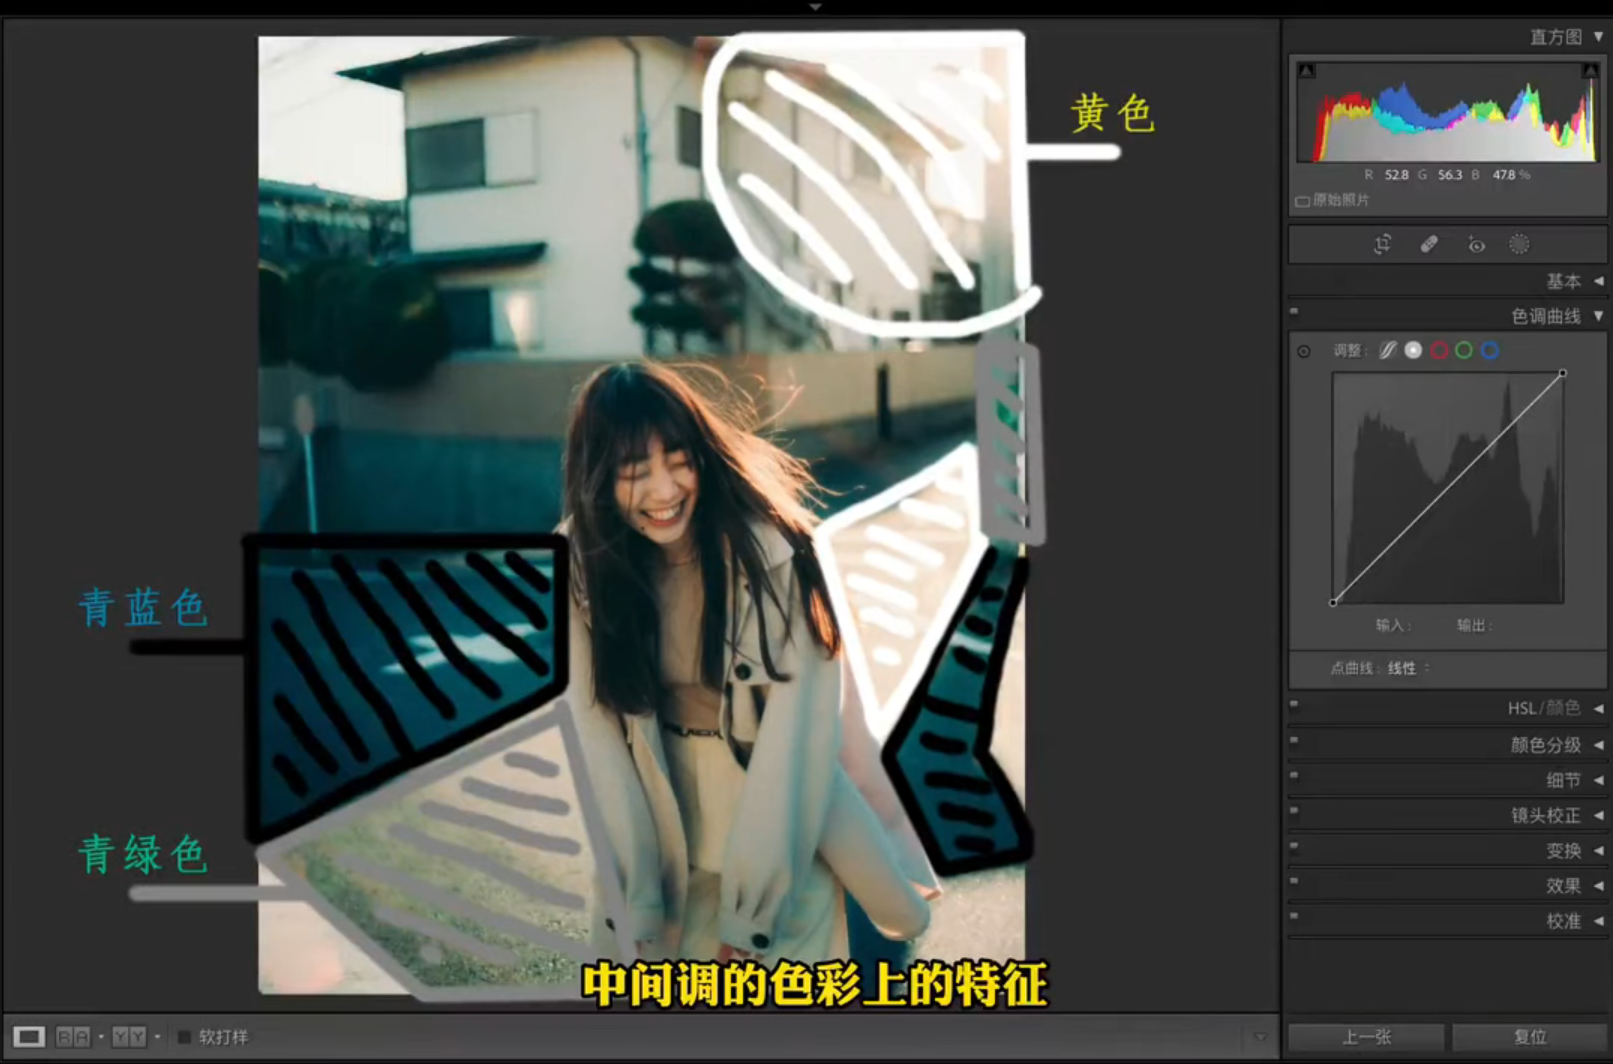 直方图
R 52.8 G 56.3 B 47.8 %
原始照片
基本
色调曲线
调整：
输入：
输出：
点曲线：线性
HSL/颜色
颜色分级
细节
镜头校正
变换
效果
校准
上一张
复位
黄色
青蓝色
青绿色
中间调的色彩上的特征
R A
Y Y
软打样